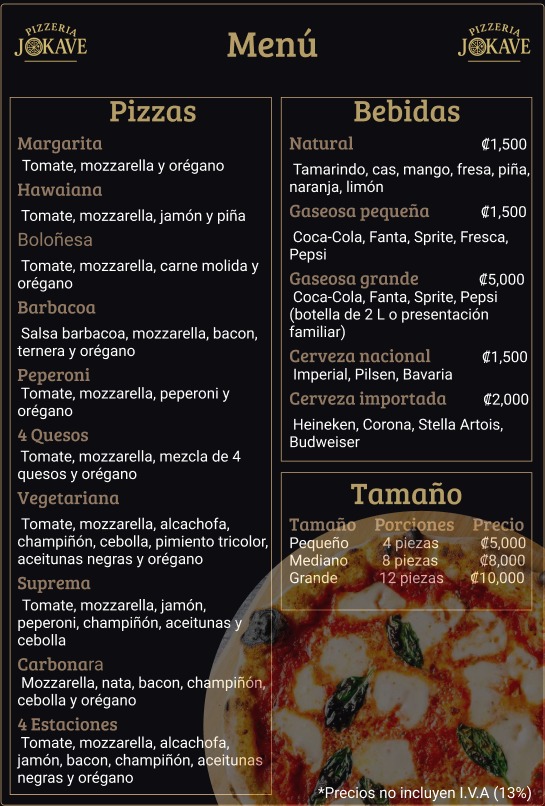 PIZZERIA
JOKAVE
Menú
PIZZERIA
JOKAVE
Pizzas
Margarita
Tomate, mozzarella y orégano
Hawaiana
Tomate, mozzarella, jamón y piña
Boloñesa
Tomate, mozzarella, carne molida y
orégano
Barbacoa
Salsa barbacoa, mozzarella, bacon,
ternera y orégano
Peperoni
Tomate, mozzarella, peperoni y
orégano
4 Quesos
Tomate, mozzarella, mezcla de 4
quesos y orégano
Vegetariana
Tomate, mozzarella, alcachofa,
champiñón, cebolla, pimiento tricolor,
aceitunas negras y orégano
Suprema
Tomate, mozzarella, jamón,
peperoni, champiñón, aceitunas y
cebolla
Carbonara
Mozzarella, nata, bacon, champiñón,
cebolla y orégano
4 Estaciones
Tomate, mozzarella, alcachofa,
jamón, bacon, champiñón, aceitunas
negras y orégano
Bebidas
Natural ₡1,500
Tamarindo, cas, mango, fresa, piña,
naranja, limón
Gaseosa pequeña ₡1,500
Coca-Cola, Fanta, Sprite, Fresca,
Pepsi
Gaseosa grande ₡5,000
Coca-Cola, Fanta, Sprite, Pepsi
(botella de 2 L o presentación
familiar)
Cerveza nacional ₡1,500
Imperial, Pilsen, Bavaria
Cerveza importada ₡2,000
Heineken, Corona, Stella Artois,
Budweiser
Tamaño
Tamaño Porciones Precio
Pequeño 4 piezas ₡5,000
Mediano 8 piezas ₡8,000
Grande 12 piezas ₡10,000
*Precios no incluyen I.V.A (13%)